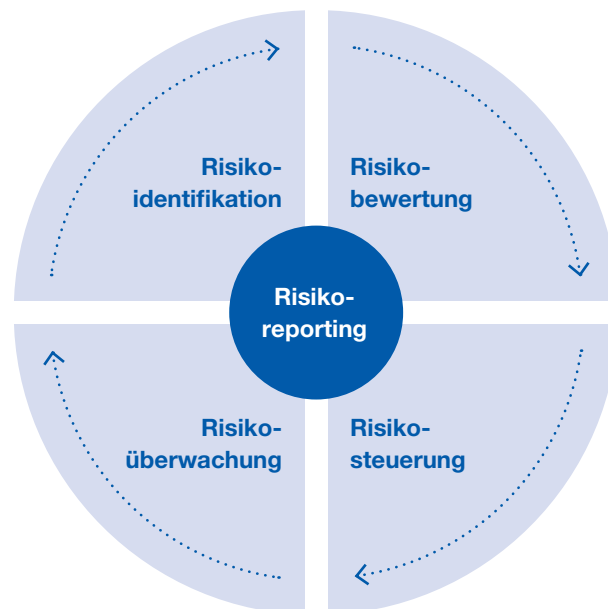 Risiko-
identifikation
Risiko-
bewertung
Risiko-
reporting
Risiko-
überwachung
Risiko-
steuerung